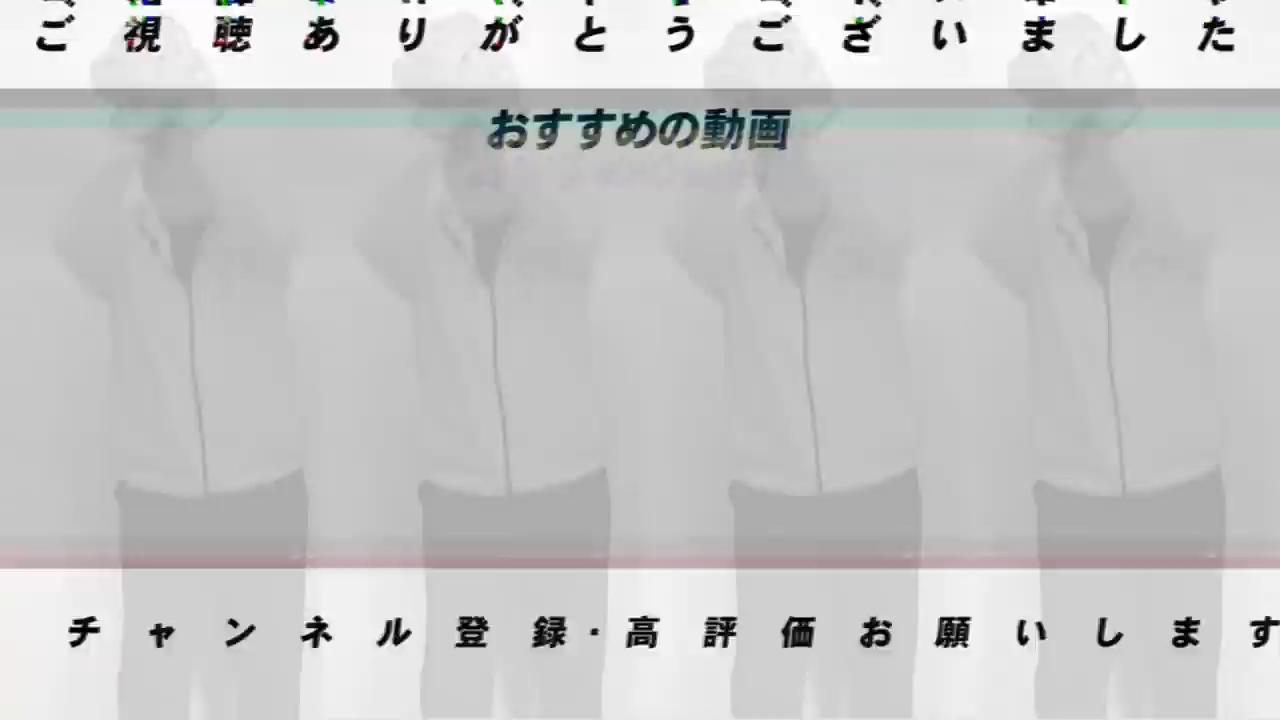 ご視聴ありがとうございました
おすすめの動画
チャンネル登録·高評価お願いします